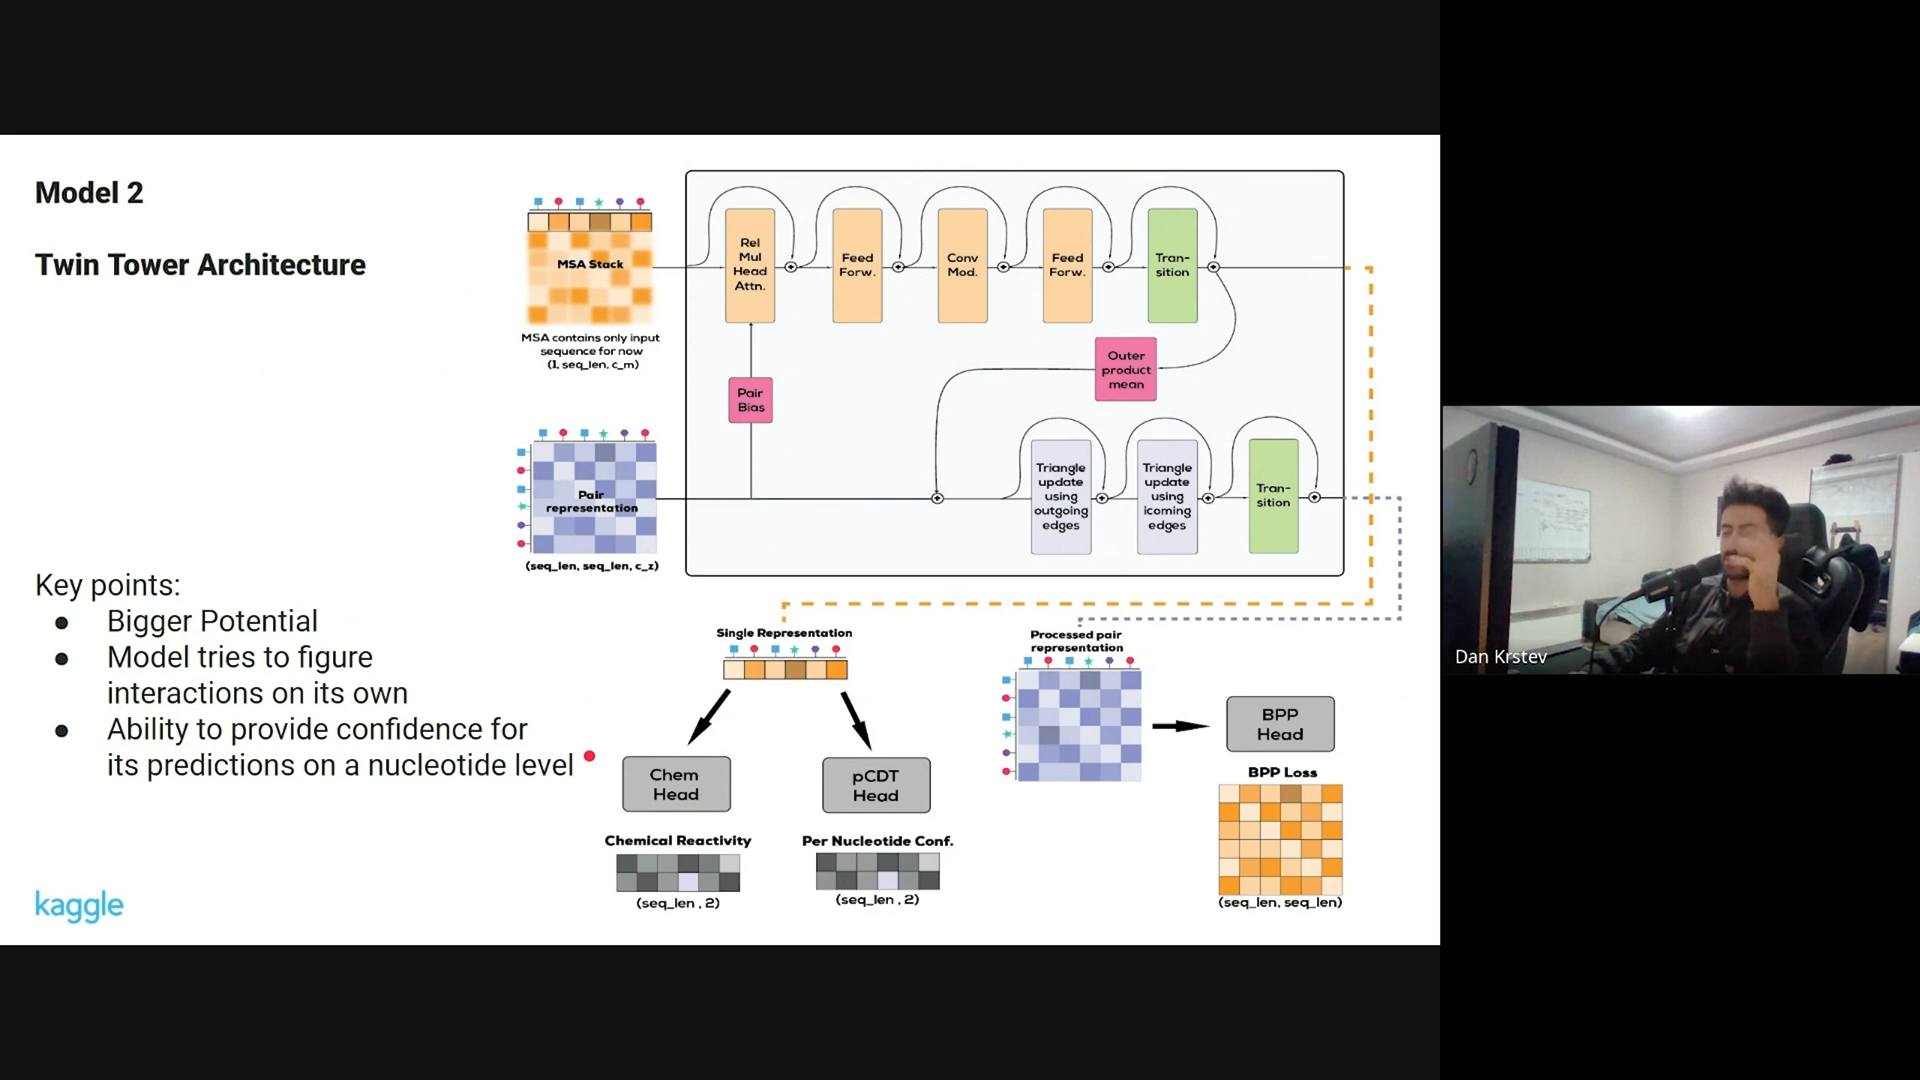 Model 2
Twin Tower Architecture
Key points:
● Bigger Potential
● Model tries to figure
interactions on its own
● Ability to provide confidence for
its predictions on a nucleotide level
kaggle
MSA Stack
MSA contains only input
sequence for now
(1, seq_len, c_m)
Pair
representation
(seq_len, seq_len, c_z)
Rel
Mul
Head
Attn.
Feed
Forw.
Conv
Mod.
Feed
Forw.
Tran-
sition
Pair
Bias
Outer
product
mean
Triangle
update
using
outgoing
edges
Triangle
update
using
icoming
edges
Tran-
sition
Single Representation
Chem
Head
pCDT
Head
Chemical Reactivity
(seq_len , 2)
Per Nucleotide Conf.
(seq_len , 2)
Processed pair
representation
BPP
Head
BPP Loss
(seq_len, seq_len)
Dan Krstev